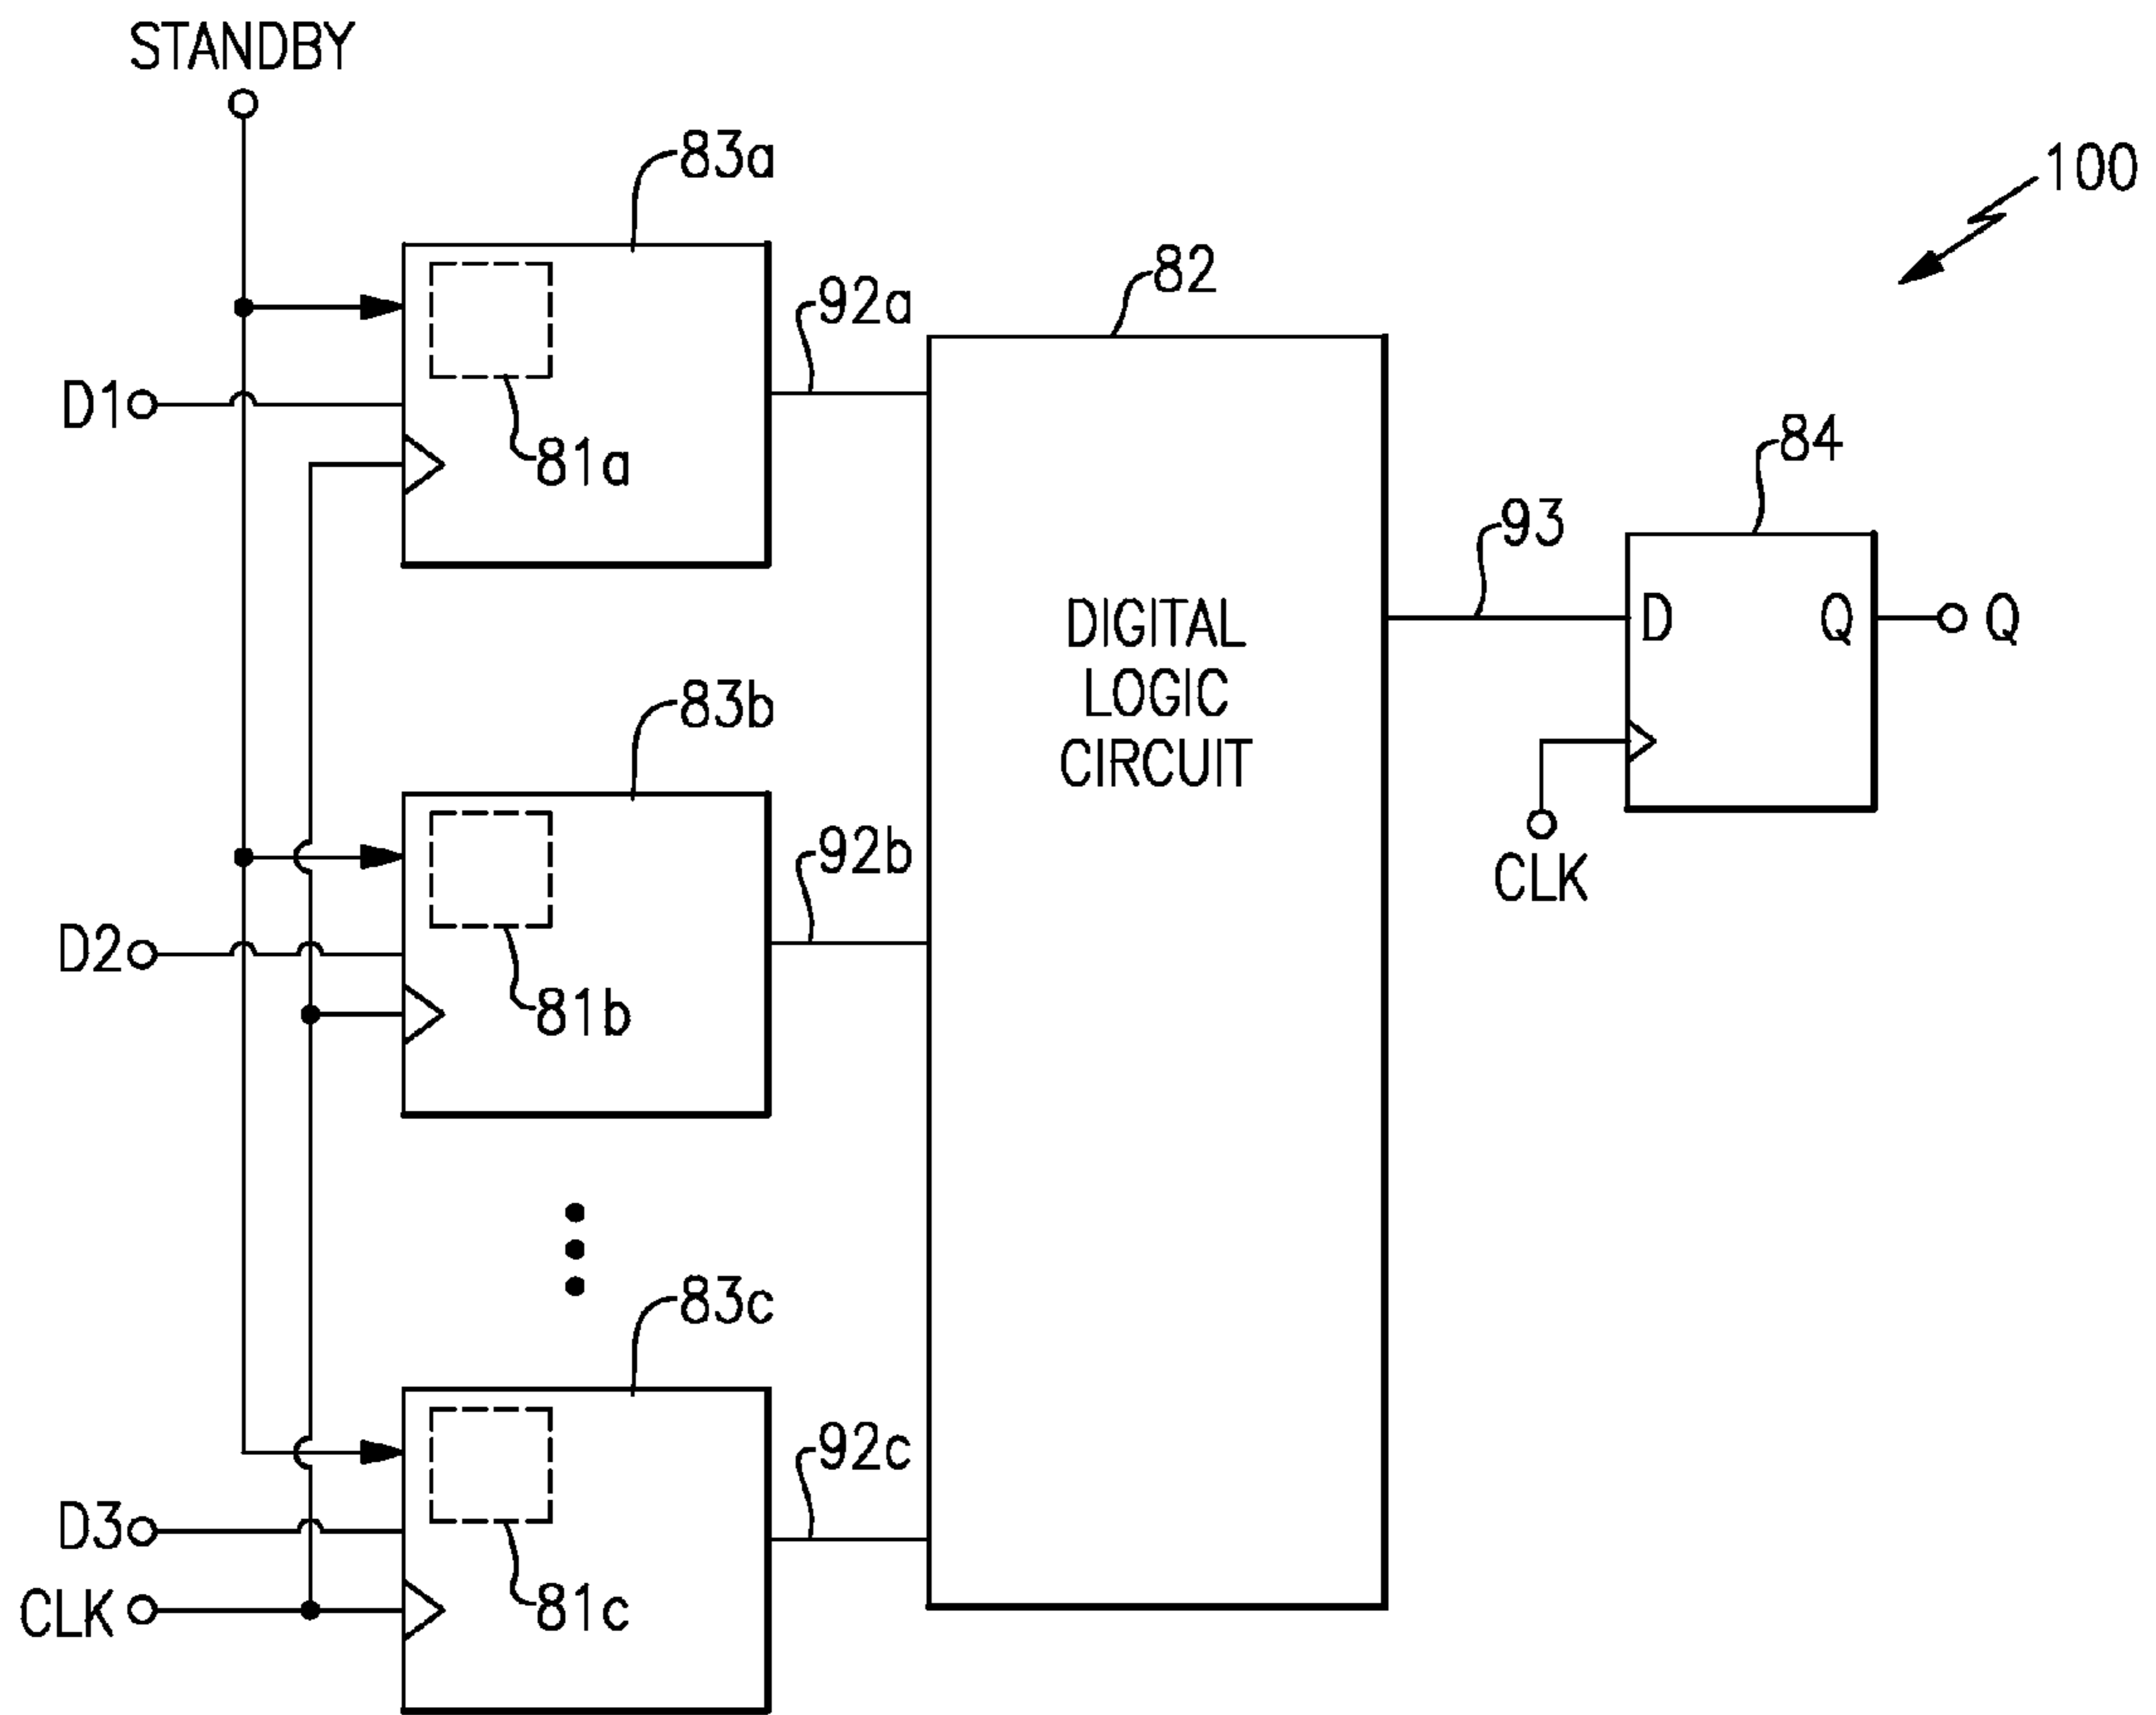 STANDBY
83a
100
82
92a
D1
81a
84
93
DIGITAL
LOGIC
CIRCUIT
D
Q
Q
83b
92b
CLK
D2
81b
83c
92c
D3
81c
CLK